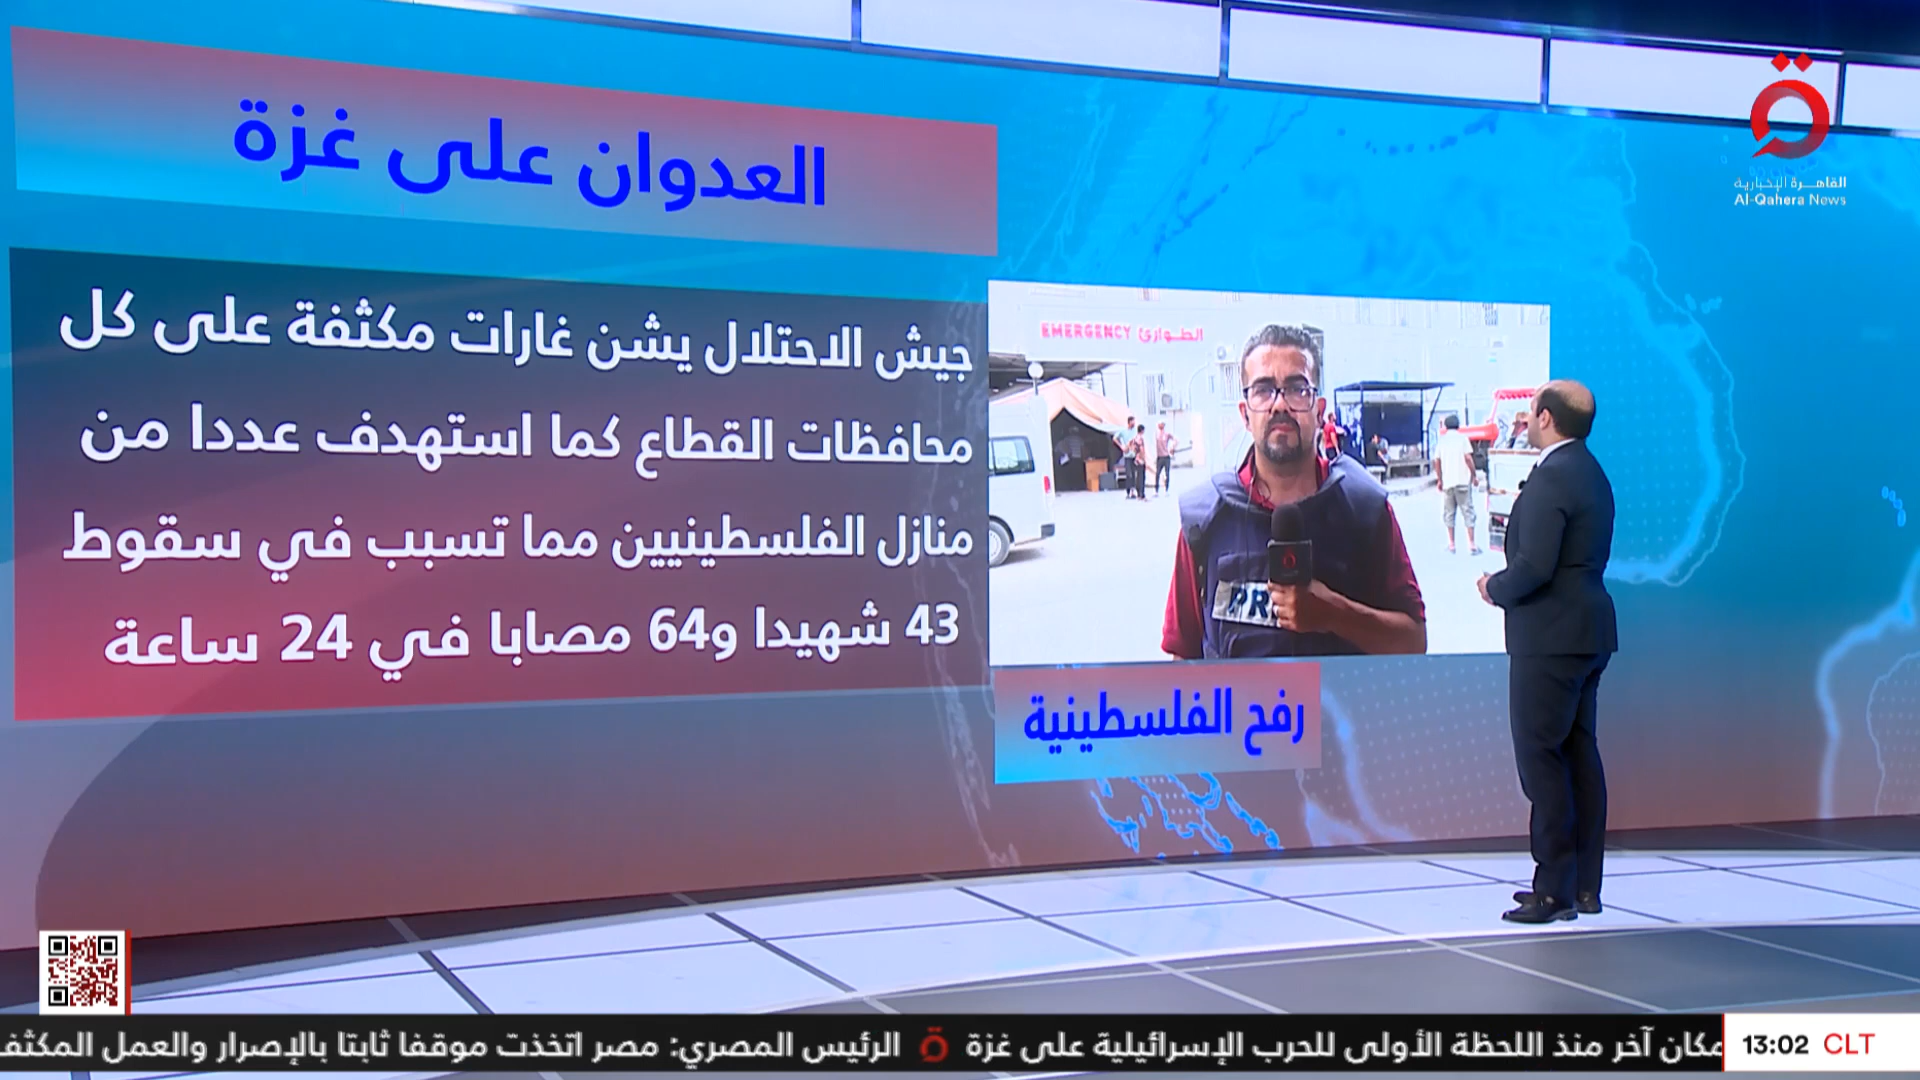 العدوان على غزة
القاهرة الإخبارية
Al-Qahera News
جيش الاحتلال يشن غارات مكثفة على كل
محافظات القطاع كما استهدف عددا من
منازل الفلسطينيين مما تسبب في سقوط
43 شهيدا و64 مصابا في 24 ساعة
EMERGENCY الطوارئ
PR
رفح الفلسطينية
مكان آخر منذ اللحظة الأولى للحرب الإسرائيلية على غزة
الرئيس المصري: مصر اتخذت موقفا ثابتا بالإصرار والعمل المكثف
13:02 CLT